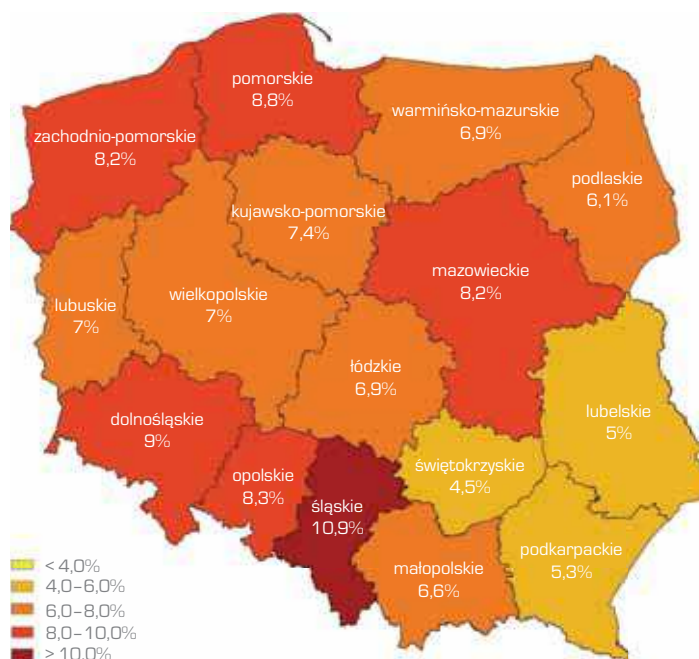 pomorskie
8,8%
warmińsko-mazurskie
6,9%
zachodnio-pomorskie
8,2%
podlaskie
6,1%
kujawsko-pomorskie
7,4%
mazowieckie
8,2%
lubuskie
7%
wielkopolskie
7%
łódzkie
6,9%
lubelskie
5%
dolnośląskie
9%
opolskie
8,3%
śląskie
10,9%
świętokrzyskie
4,5%
małopolskie
6,6%
podkarpackie
5,3%
< 4,0%
4,0–6,0%
6,0–8,0%
8,0–10,0%
> 10,0%